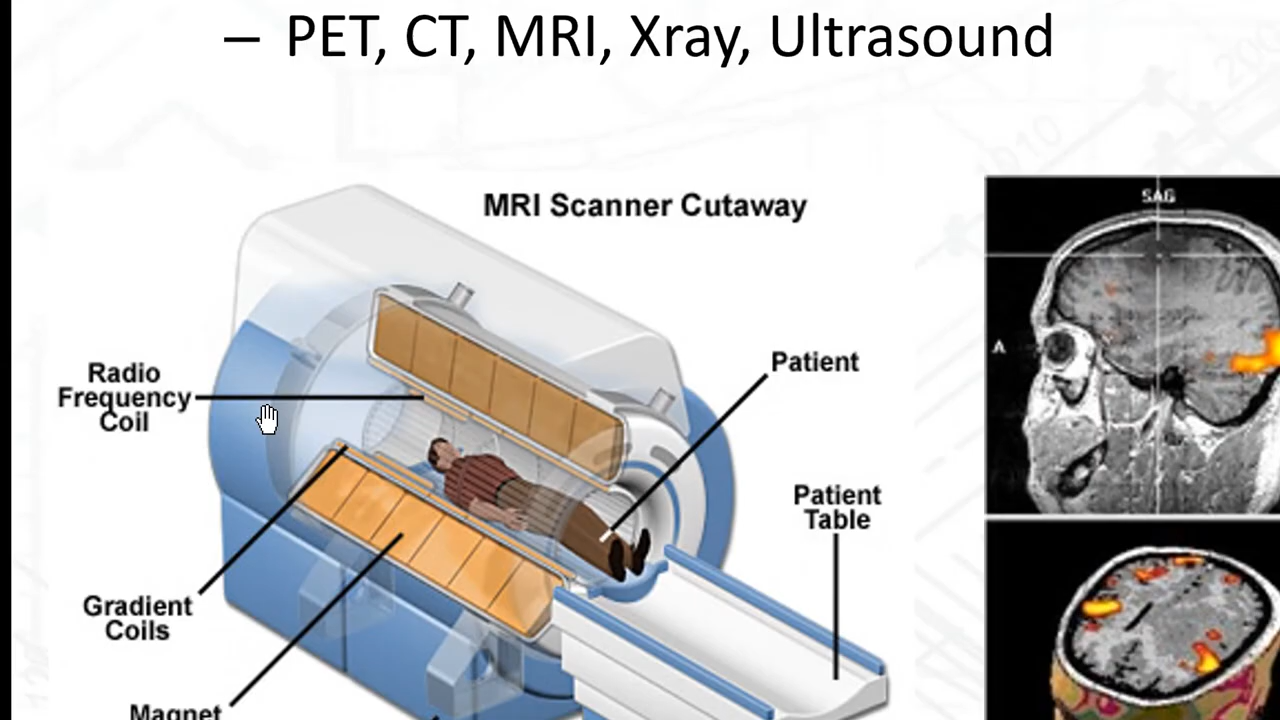 – PET, CT, MRI, Xray, Ultrasound
MRI Scanner Cutaway
SAG
Patient
A
Radio
Frequency
Coil
Patient
Table
Gradient
Coils
Magnet